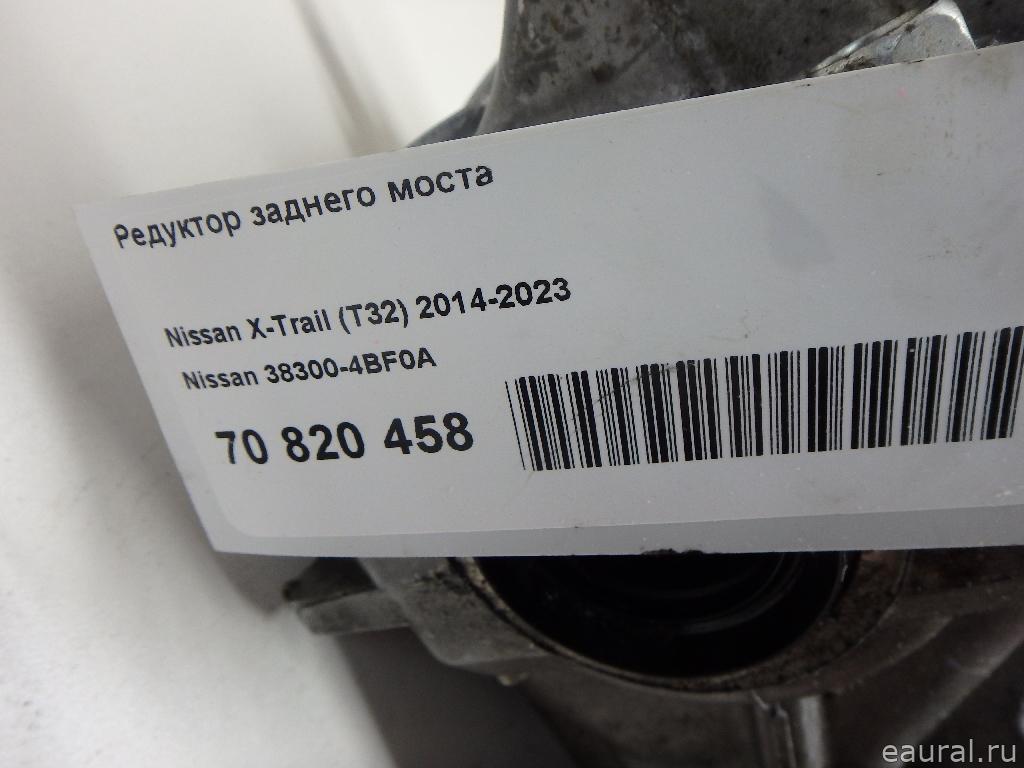 Редуктор заднего моста
Nissan X-Trail (T32) 2014-2023
Nissan 38300-4BF0A
70 820 458
eaural.ru